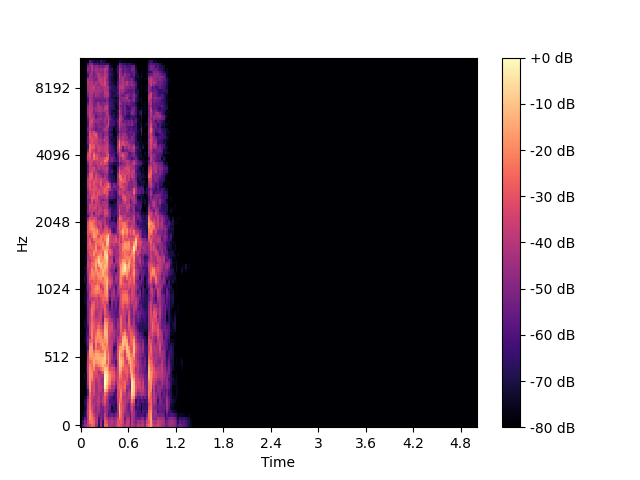 +0 dB
8192
-10 dB
4096
-20 dB
-30 dB
2048
Hz
-40 dB
1024
-50 dB
512
-60 dB
-70 dB
0
-80 dB
0 0.6 1.2 1.8 2.4 3 3.6 4.2 4.8
Time